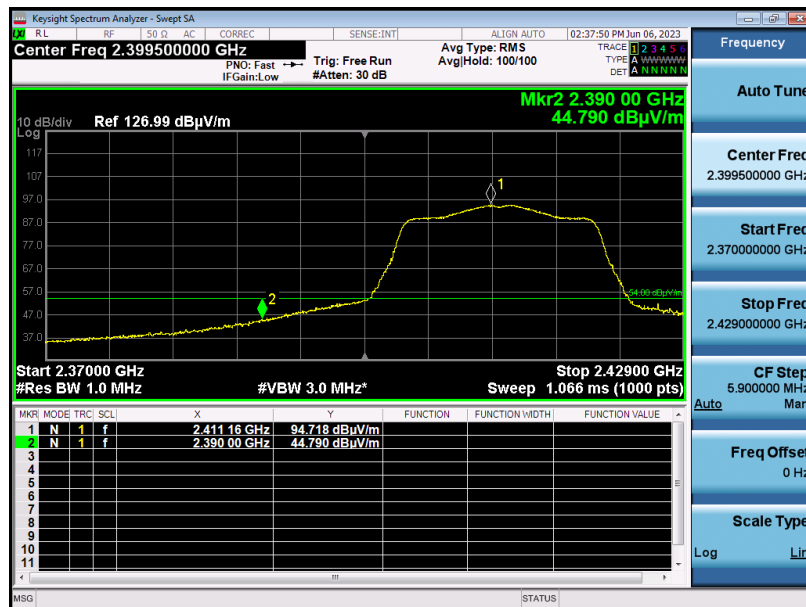 Keysight Spectrum Analyzer - Swept SA
LXI RL RF 50 Ω AC CORREC SENSE:INT ALIGN AUTO 02:37:50 PM Jun 06, 2023
Center Freq 2.399500000 GHz
PNO: Fast
IFGain:Low
Trig: Free Run
#Atten: 30 dB
Avg Type: RMS
Avg|Hold: 100/100
TRACE 1 2 3 4 5 6
TYPE A WWWWW
DET A N N N N N
Mkr2 2.390 00 GHz
44.790 dBµV/m
10 dB/div Ref 126.99 dBµV/m
Log
117
107
97.0
87.0
77.0
67.0
57.0
47.0
37.0
1
2
54.00 dBµV/m
Start 2.37000 GHz Stop 2.42900 GHz
#Res BW 1.0 MHz #VBW 3.0 MHz* Sweep 1.066 ms (1000 pts)
MKR MODE TRC SCL X Y FUNCTION FUNCTION WIDTH FUNCTION VALUE
1 N 1 f 2.411 16 GHz 94.718 dBµV/m
2 N 1 f 2.390 00 GHz 44.790 dBµV/m
3
4
5
6
7
8
9
10
11
MSG STATUS
Frequency
Auto Tune
Center Freq
2.399500000 GHz
Start Freq
2.370000000 GHz
Stop Freq
2.429000000 GHz
CF Step
5.900000 MHz
Auto Man
Freq Offset
0 Hz
Scale Type
Log Lin